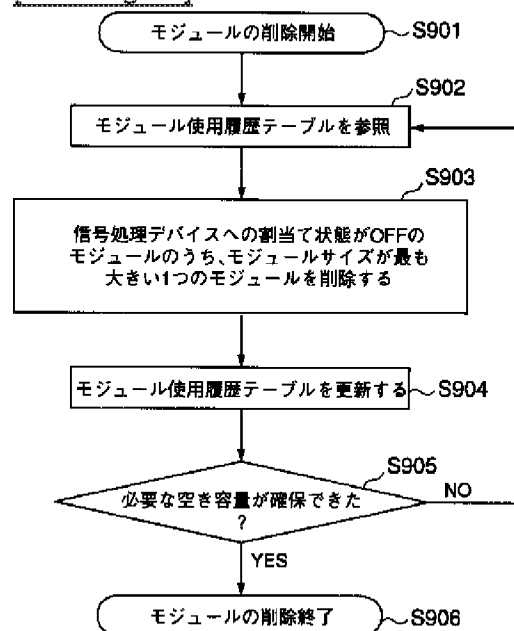 モジュールの削除開始
S901
S902
モジュール使用履歴テーブルを参照
S903
信号処理デバイスへの割当て状態がOFFの
モジュールのうち、モジュールサイズが最も
大きい1つのモジュールを削除する
モジュール使用履歴テーブルを更新する
S904
S905
必要な空き容量が確保できた
?
NO
YES
モジュールの削除終了
S906